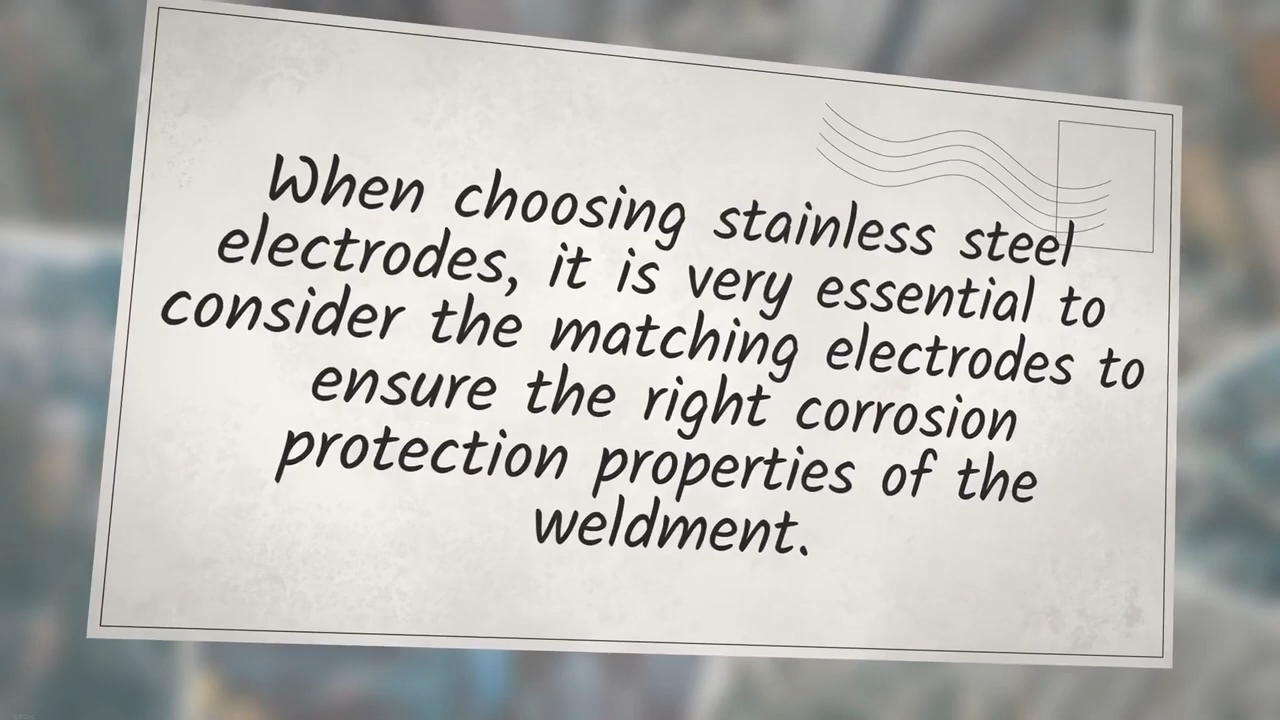 When choosing stainless steel
electrodes, it is very essential to
consider the matching electrodes to
ensure the right corrosion
protection properties of the
weldment.